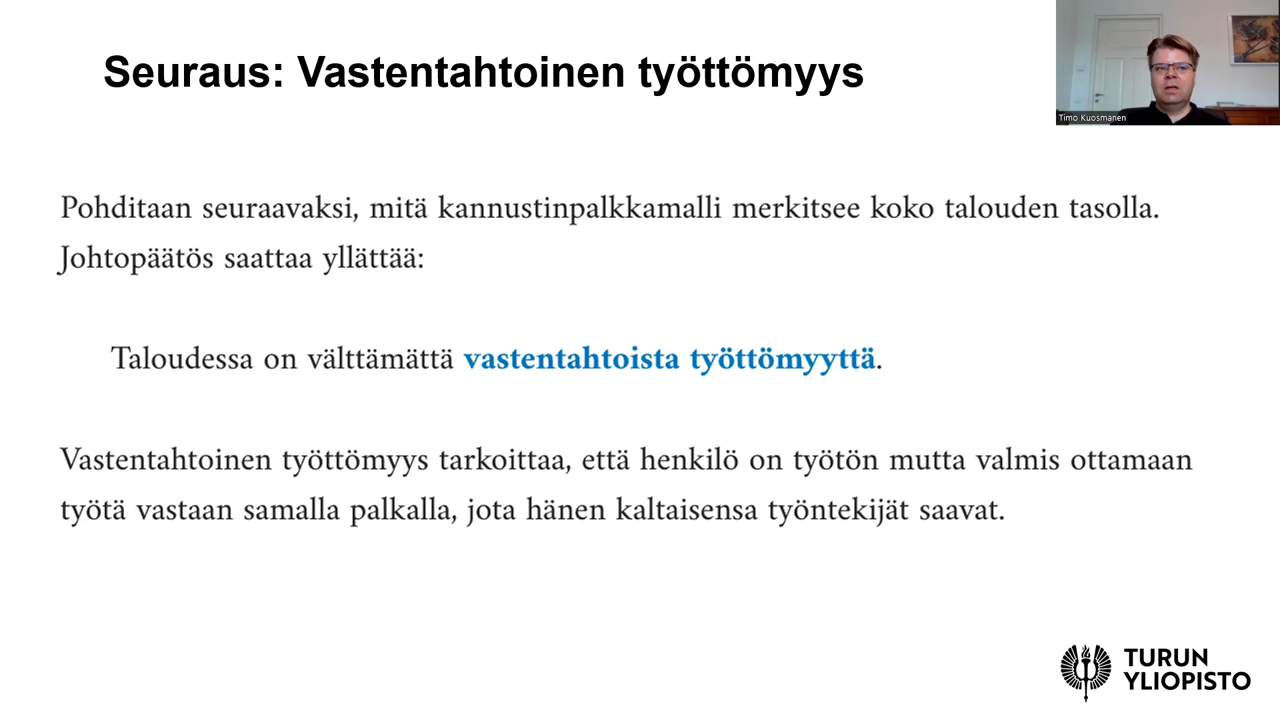 Seuraus: Vastentahtoinen työttömyys
Timo Kuosmanen
Pohditaan seuraavaksi, mitä kannustinpalkkamalli merkitsee koko talouden tasolla.
Johtopäätös saattaa yllättää:
Taloudessa on välttämättä vastentahtoista työttömyyttä.
Vastentahtoinen työttömyys tarkoittaa, että henkilö on työtön mutta valmis ottamaan
työtä vastaan samalla palkalla, jota hänen kaltaisensa työntekijät saavat.
TURUN
YLIOPISTO